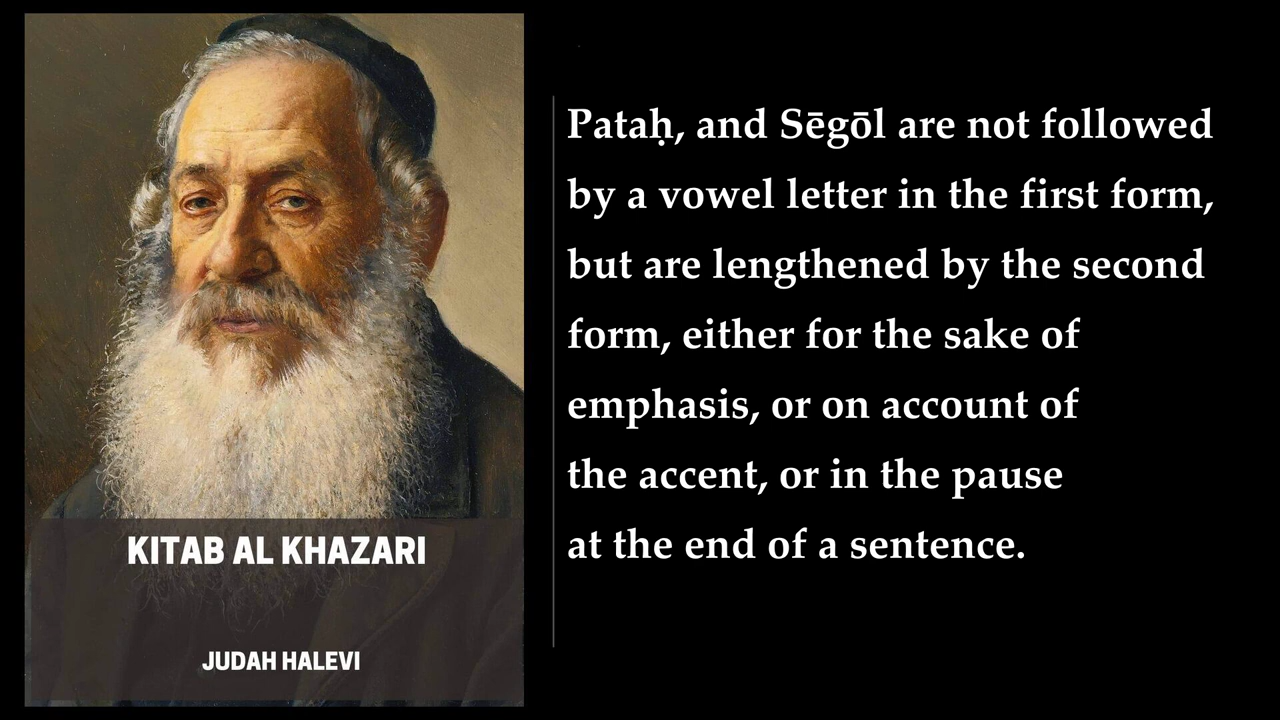 KITAB AL KHAZARI
JUDAH HALEVI
Pataḥ, and Sēgōl are not followed
by a vowel letter in the first form,
but are lengthened by the second
form, either for the sake of
emphasis, or on account of
the accent, or in the pause
at the end of a sentence.